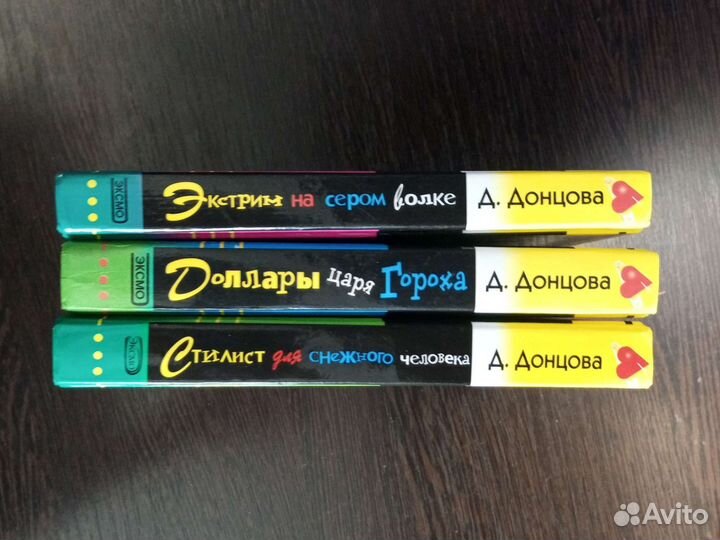 ЭКСМО Экстрим на сером волке Д. Донцова
ЭКСМО Доллары царя Гороха Д. Донцова
ЭКСМО Стилист для снежного человека Д. Донцова
Avito